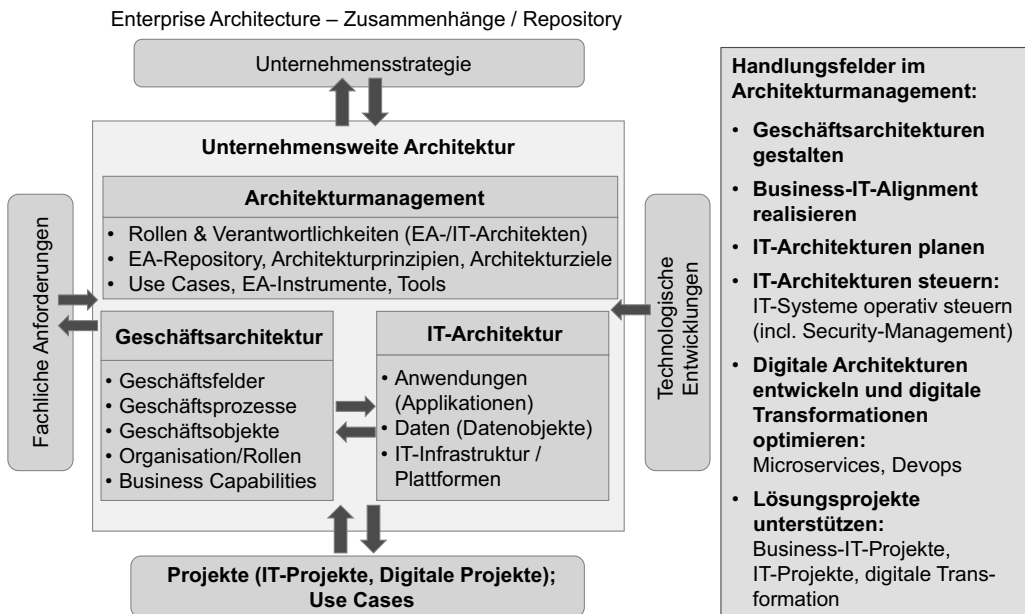 Enterprise Architecture – Zusammenhänge / Repository
Unternehmensstrategie
Unternehmensweite Architektur
Architekturmanagement
• Rollen & Verantwortlichkeiten (EA-/IT-Architekten)
• EA-Repository, Architekturprinzipien, Architekturziele
• Use Cases, EA-Instrumente, Tools
Fachliche Anforderungen
Geschäftsarchitektur
• Geschäftsfelder
• Geschäftsprozesse
• Geschäftsobjekte
• Organisation/Rollen
• Business Capabilities
IT-Architektur
• Anwendungen
(Applikationen)
• Daten (Datenobjekte)
• IT-Infrastruktur /
Plattformen
Technologische
Entwicklungen
Projekte (IT-Projekte, Digitale Projekte);
Use Cases
Handlungsfelder im
Architekturmanagement:
• Geschäftsarchitekturen
gestalten
• Business-IT-Alignment
realisieren
• IT-Architekturen planen
• IT-Architekturen steuern:
IT-Systeme operativ steuern
(incl. Security-Management)
• Digitale Architekturen
entwickeln und digitale
Transformationen
optimieren:
Microservices, Devops
• Lösungsprojekte
unterstützen:
Business-IT-Projekte,
IT-Projekte, digitale Trans-
formation